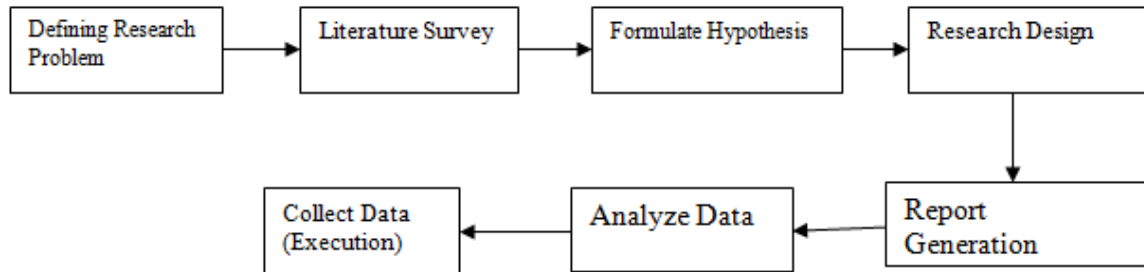 Defining Research
Problem
Literature Survey
Formulate Hypothesis
Research Design
Collect Data
(Execution)
Analyze Data
Report
Generation